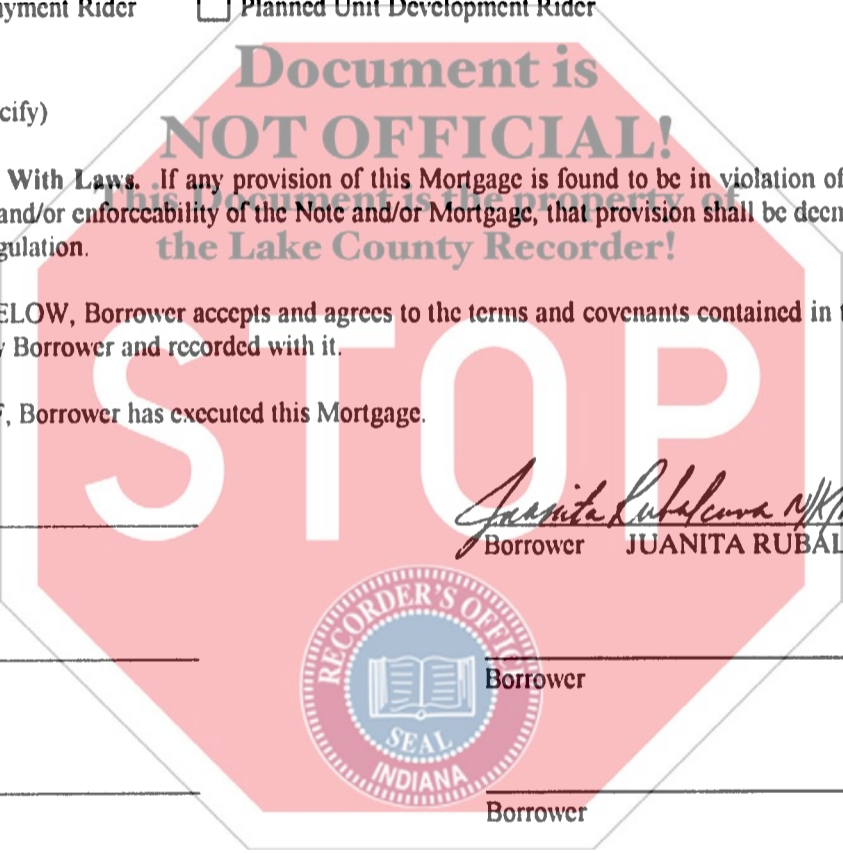 yment Rider ☐ Planned Unit Development Rider
Document is
cify)
NOT OFFICIAL!
With Laws. If any provision of this Mortgage is found to be in violation of
This Document is the property of
and/or enforceability of the Note and/or Mortgage, that provision shall be deem
gulation.
the Lake County Recorder!
ELOW, Borrower accepts and agrees to the terms and covenants contained in t
Borrower and recorded with it.
STOP
, Borrower has executed this Mortgage.
Juanita Rubalcava N/K/
Borrower JUANITA RUBAL
RECORDER'S OFFICE
Borrower
SEAL
INDIANA
Borrower